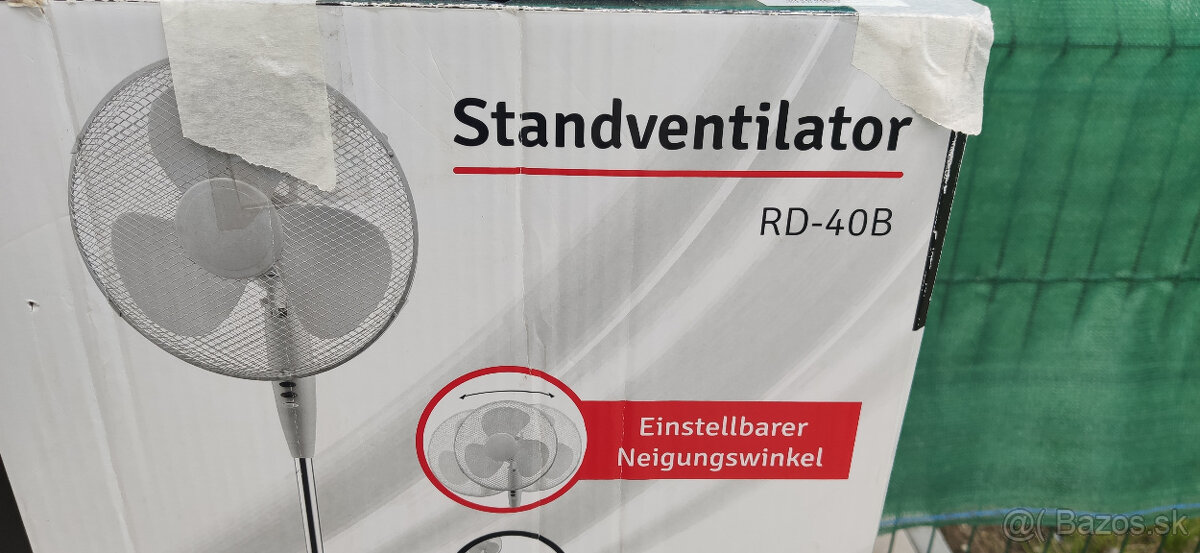 Standventilator
RD-40B
Einstellbarer
Neigungswinkel
@( Bazos.sk